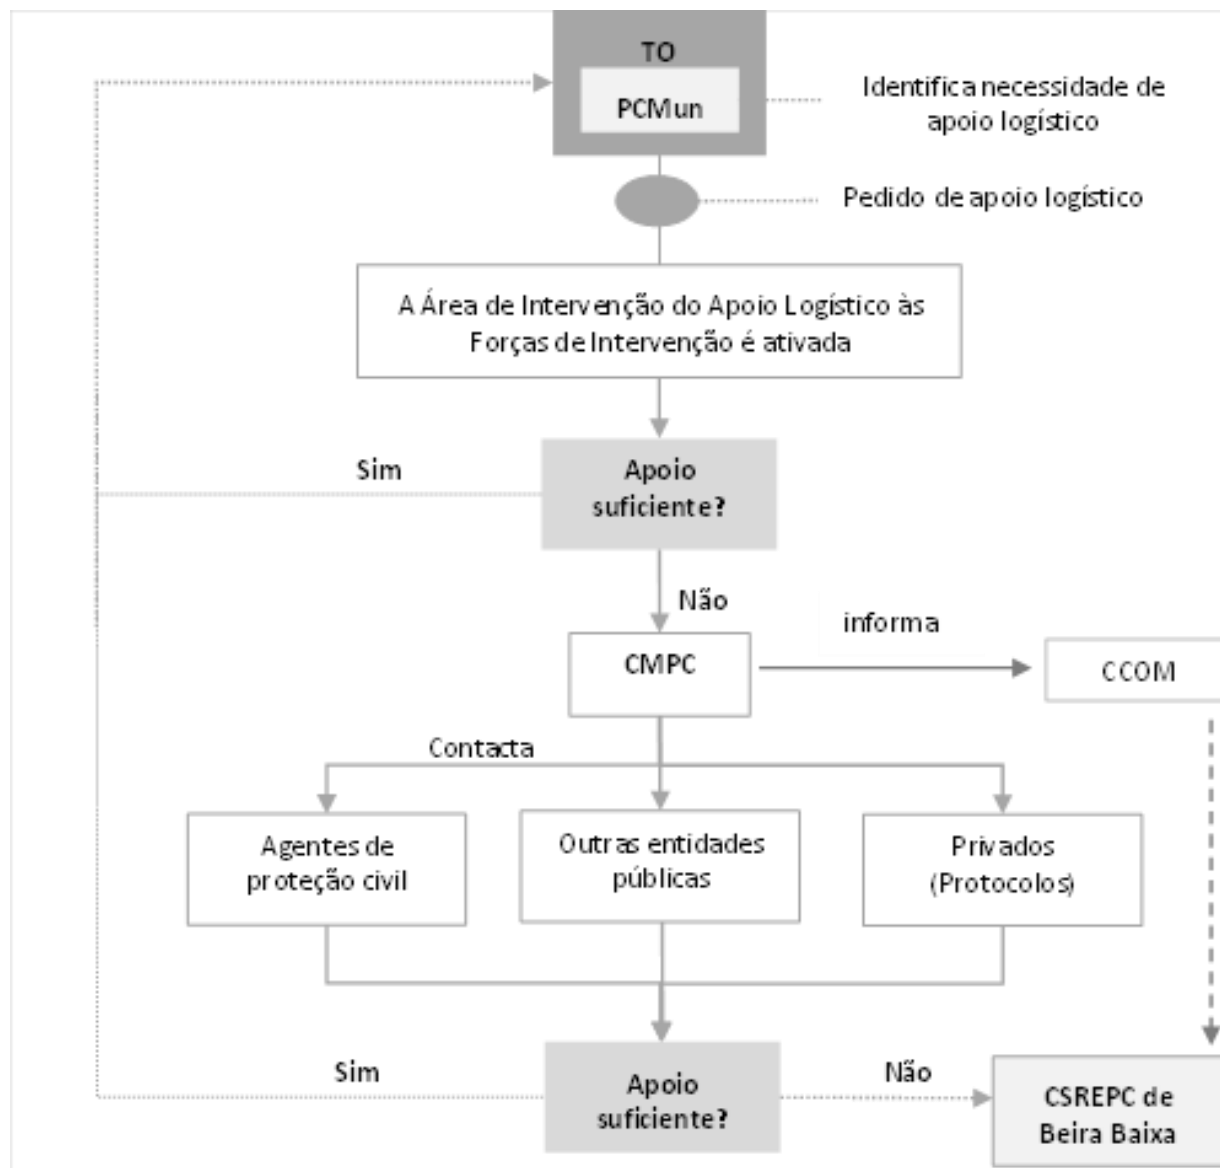 TO
PCMun
Identifica necessidade de
apoio logístico
Pedido de apoio logístico
A Área de Intervenção do Apoio Logístico às
Forças de Intervenção é ativada
Sim
Apoio
suficiente?
Não
informa
CMPC
CCOM
Contacta
Agentes de
proteção civil
Outras entidades
públicas
Privados
(Protocolos)
Sim
Apoio
suficiente?
Não
CSREPC de
Beira Baixa